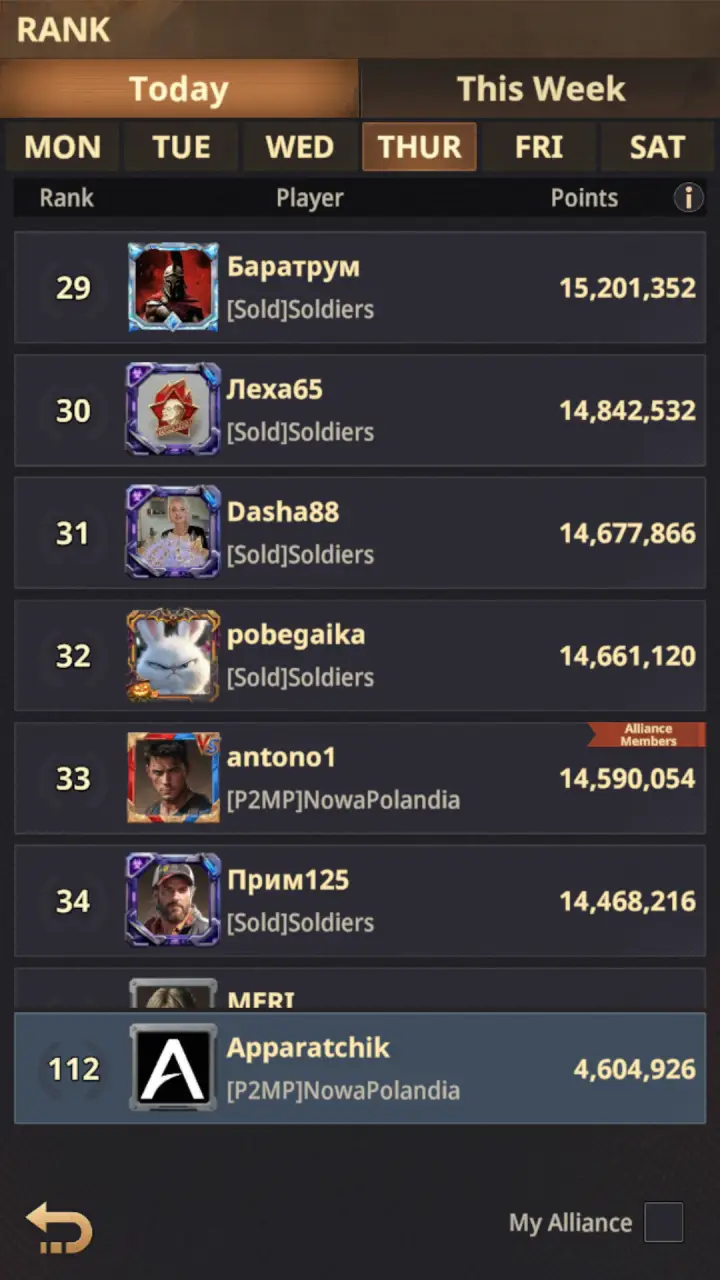 RANK
Today This Week
MON TUE WED THUR FRI SAT
Rank Player Points
29 Баратрум 15,201,352
[Sold]Soldiers
30 Леха65 14,842,532
[Sold]Soldiers
31 Dasha88 14,677,866
[Sold]Soldiers
32 pobegaika 14,661,120
[Sold]Soldiers
Alliance
Members
33 antono1 14,590,054
[P2MP]NowaPolandia
34 Прим125 14,468,216
[Sold]Soldiers
MERI
112 Apparatchik 4,604,926
[P2MP]NowaPolandia
My Alliance